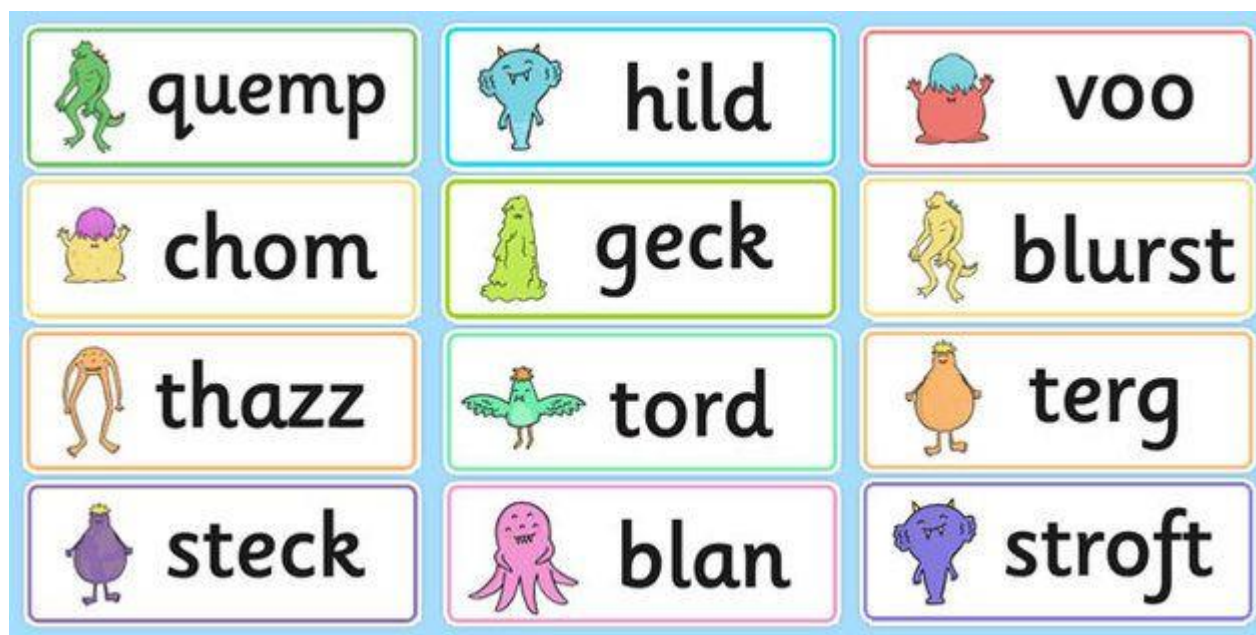 quemp
hild
voo
chom
geck
blurst
thazz
tord
terg
steck
blan
stroft